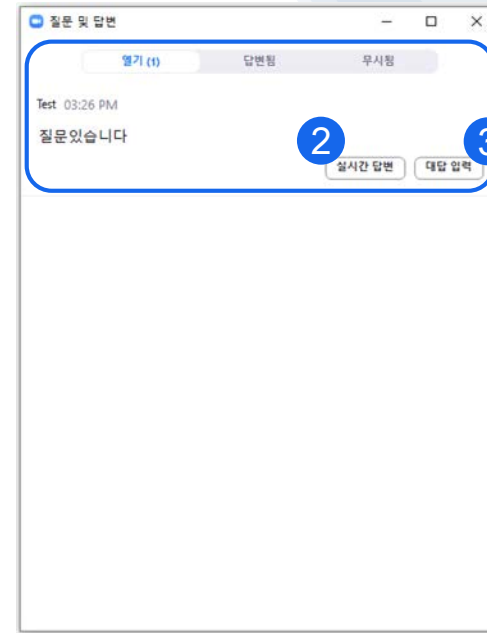 질문 및 답변
열기 (1) 답변됨 무시됨
Test 03:26 PM
질문있습니다
2 3
실시간 답변 대답 입력